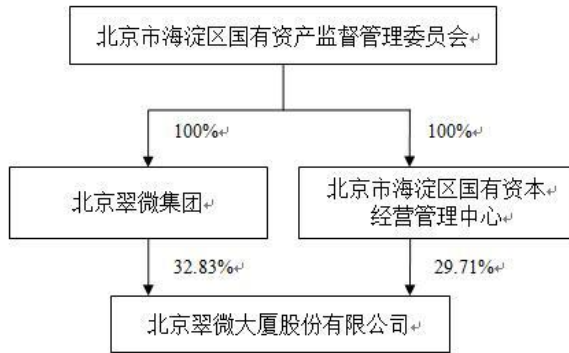 北京市海淀区国有资产监督管理委员会
100%
100%
北京翠微集团
北京市海淀区国有资本
经营管理中心
32.83%
29.71%
北京翠微大厦股份有限公司